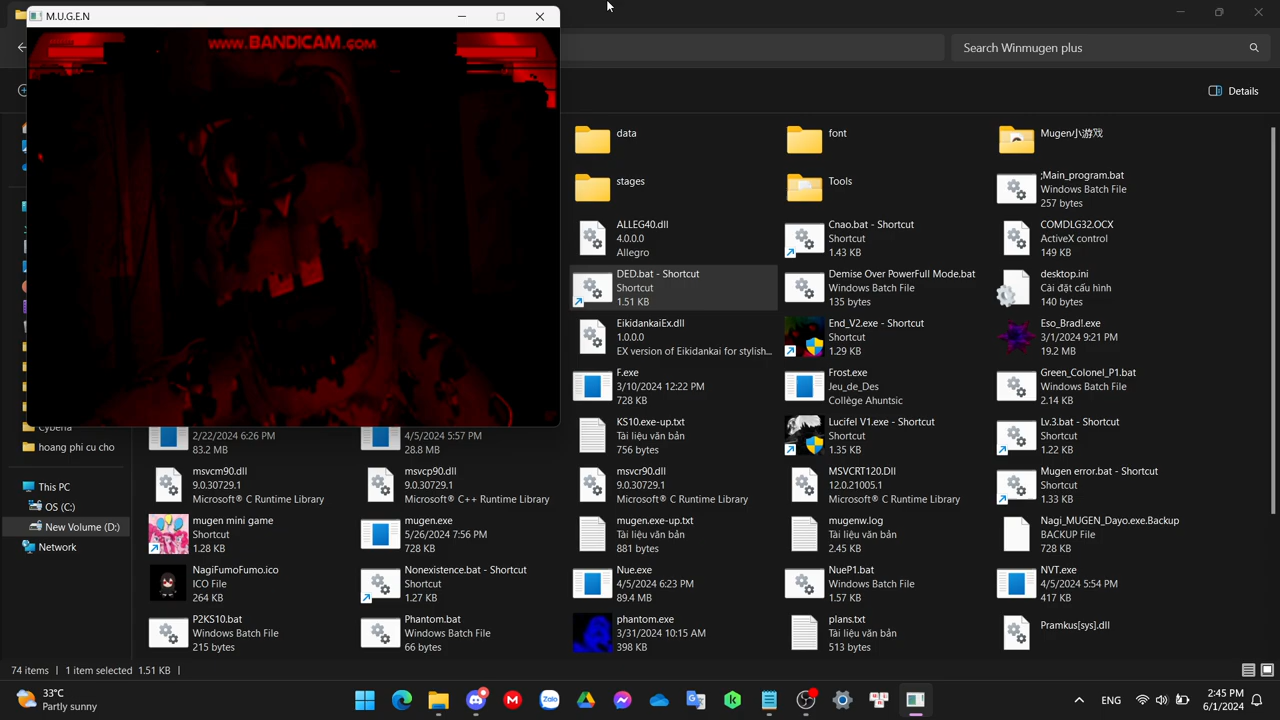 M.U.G.E.N
WWW.BANDICAM.COM
Search Winmugen plus
Details
data
font
Mugen小游戏
stages
Tools
;Main_program.bat
Windows Batch File
257 bytes
ALLEG40.dll
4.0.0.0
Allegro
Cnao.bat - Shortcut
Shortcut
1.43 KB
COMDLG32.OCX
ActiveX control
149 KB
DED.bat - Shortcut
Shortcut
1.51 KB
Demise Over PowerFull Mode.bat
Windows Batch File
135 bytes
desktop.ini
Cài đặt cấu hình
140 bytes
EikidankaiEx.dll
1.0.0.0
EX version of Eikidankai for stylish...
End_V2.exe - Shortcut
Shortcut
1.29 KB
Eso_Brad!.exe
3/1/2024 9:21 PM
19.2 MB
F.exe
3/10/2024 12:22 PM
728 KB
Frost.exe
Jeu_de_Des
Collège Ahuntsic
Green_Colonel_P1.bat
Windows Batch File
2.14 KB
Cyberia
hoang phi cu cho
2/22/2024 6:26 PM
83.2 MB
4/5/2024 5:57 PM
28.8 MB
KS10.exe-up.txt
Tài liệu văn bản
756 bytes
Lucifel V1.exe - Shortcut
Shortcut
1.35 KB
Lv.3.bat - Shortcut
Shortcut
1.22 KB
msvcm90.dll
9.0.30729.1
Microsoft® C Runtime Library
msvcp90.dll
9.0.30729.1
Microsoft® C++ Runtime Library
msvcr90.dll
9.0.30729.1
Microsoft® C Runtime Library
MSVCRT120.Dll
12.0.21005.1
Microsoft® C Runtime Library
Mugen error.bat - Shortcut
Shortcut
1.33 KB
This PC
OS (C:)
New Volume (D:)
Network
mugen mini game
Shortcut
1.28 KB
mugen.exe
5/26/2024 7:56 PM
728 KB
mugen.exe-up.txt
Tài liệu văn bản
881 bytes
mugenw.log
Tài liệu văn bản
2.45 KB
Nagi_MUGEN_Dayo.exe.Backup
BACKUP File
728 KB
NagiFumoFumo.ico
ICO File
264 KB
Nonexistence.bat - Shortcut
Shortcut
1.27 KB
Nue.exe
4/5/2024 6:23 PM
89.4 MB
NueP1.bat
Windows Batch File
1.57 KB
NVT.exe
4/5/2024 5:54 PM
417 KB
P2KS10.bat
Windows Batch File
215 bytes
Phantom.bat
Windows Batch File
66 bytes
phantom.exe
3/31/2024 10:15 AM
398 KB
plans.txt
Tài liệu văn bản
513 bytes
Pramkus[sys].dll
74 items
1 item selected 1.51 KB
33°C
Partly sunny
Zalo
ENG
2:45 PM
6/1/2024